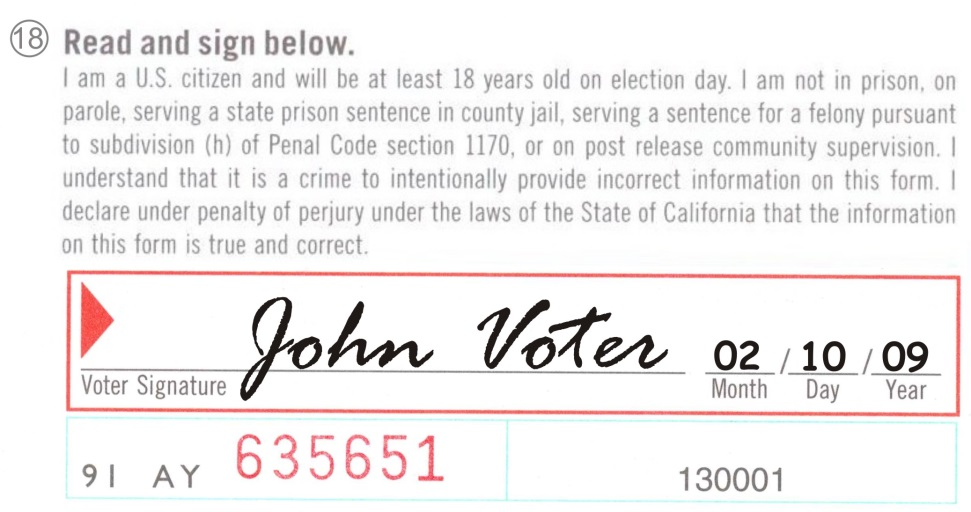 18 Read and sign below.
I am a U.S. citizen and will be at least 18 years old on election day. I am not in prison, on
parole, serving a state prison sentence in county jail, serving a sentence for a felony pursuant
to subdivision (h) of Penal Code section 1170, or on post release community supervision. I
understand that it is a crime to intentionally provide incorrect information on this form. I
declare under penalty of perjury under the laws of the State of California that the information
on this form is true and correct.
John Voter 02 / 10 / 09
Voter Signature Month Day Year
91 AY 635651 130001